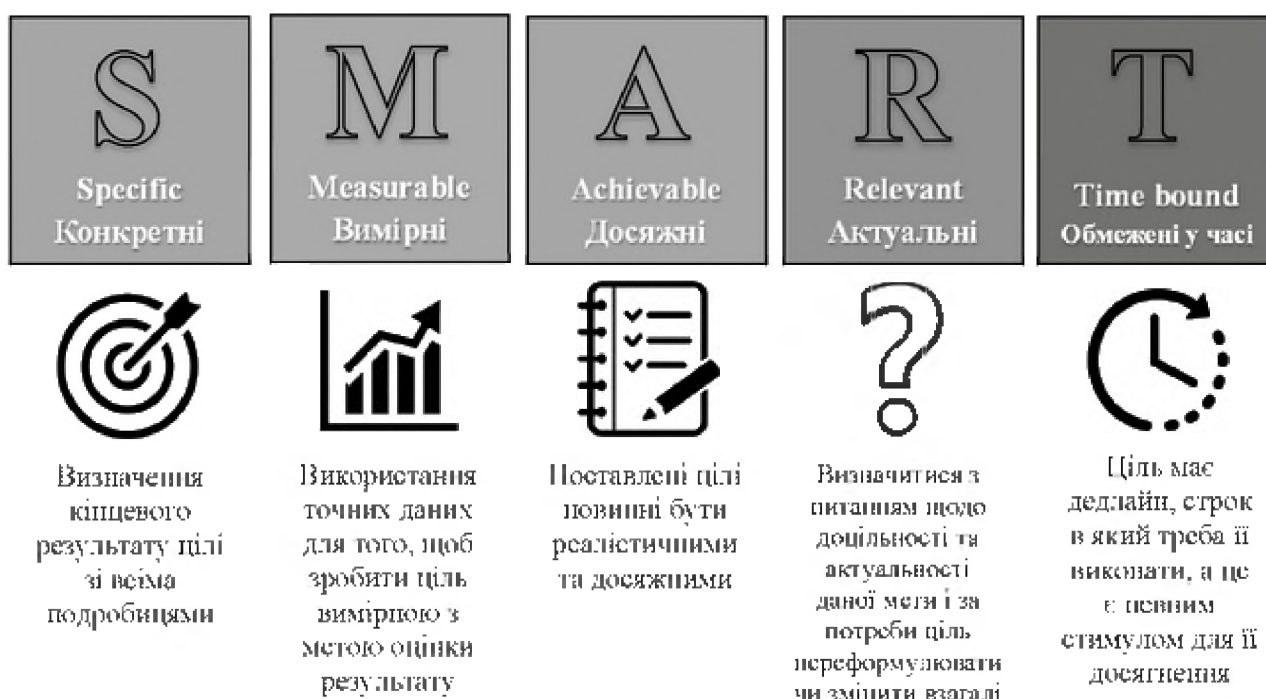 S
Specific
Конкретні
M
Measurable
Вимірні
A
Achievable
Досяжні
R
Relevant
Актуальні
T
Time bound
Обмежені у часі
Визначення
кінцевого
результату цілі
зі всіма
подробицями
Використання
точних даних
для того, щоб
зробити ціль
вимірною з
метою оцінки
результату
Поставлені цілі
повинні бути
реалістичними
та досяжними
Визначитися з
питанням щодо
доцільності та
актуальності
даної мети і за
потреби ціль
переформулювати
чи змінити взагалі
Ціль має
дедлайн, строк
в який треба її
виконати, а це
є певним
стимулом для її
досягнення